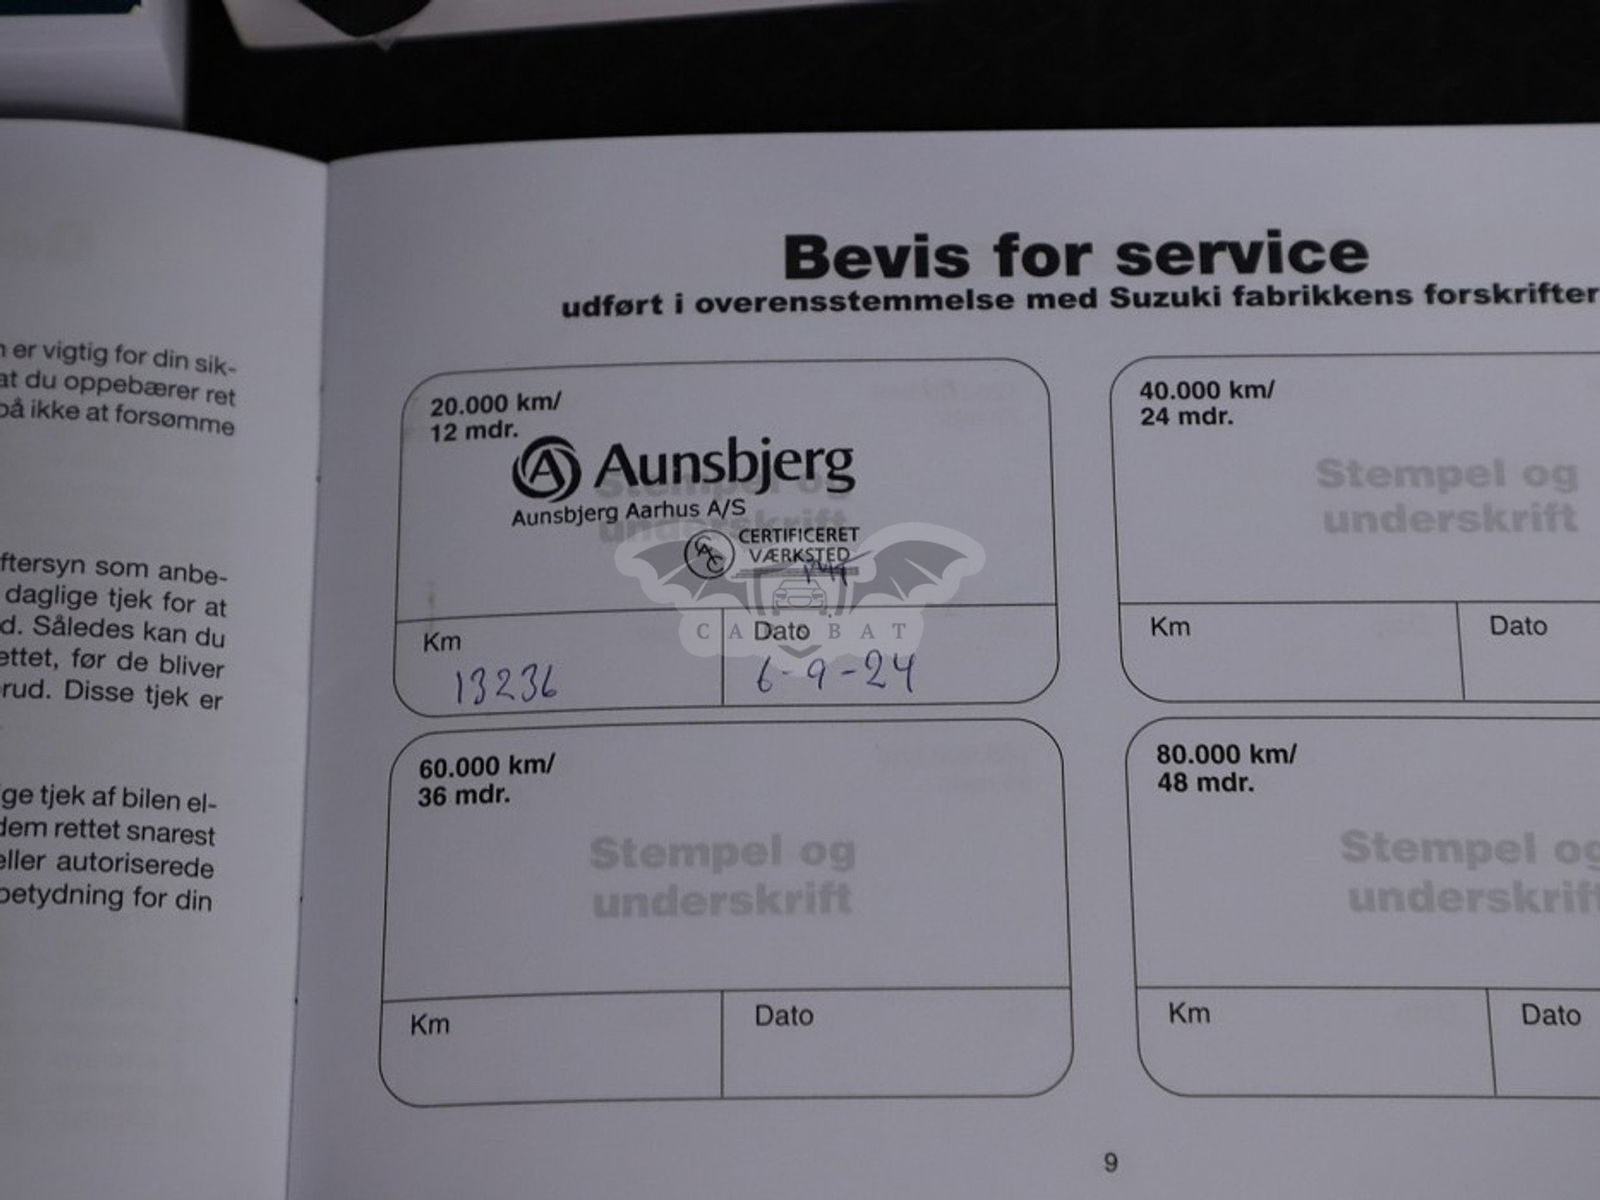 n er vigtig for din sik-
at du oppebærer ret
på ikke at forsømme
ftersyn som anbe-
daglige tjek for at
d. Således kan du
ettet, før de bliver
rud. Disse tjek er
ge tjek af bilen el-
dem rettet snarest
eller autoriserede
betydning for din
Bevis for service
udført i overensstemmelse med Suzuki fabrikkens forskrifter
20.000 km/
12 mdr.
Stempel og
underskrift
Aunsbjerg
Aunsbjerg Aarhus A/S
CERTIFICERET
VÆRKSTED
Km
13236
Dato
6-9-24
CARBAT
40.000 km/
24 mdr.
Stempel og
underskrift
Km
Dato
60.000 km/
36 mdr.
Stempel og
underskrift
Km
Dato
80.000 km/
48 mdr.
Stempel og
underskrift
Km
Dato
9